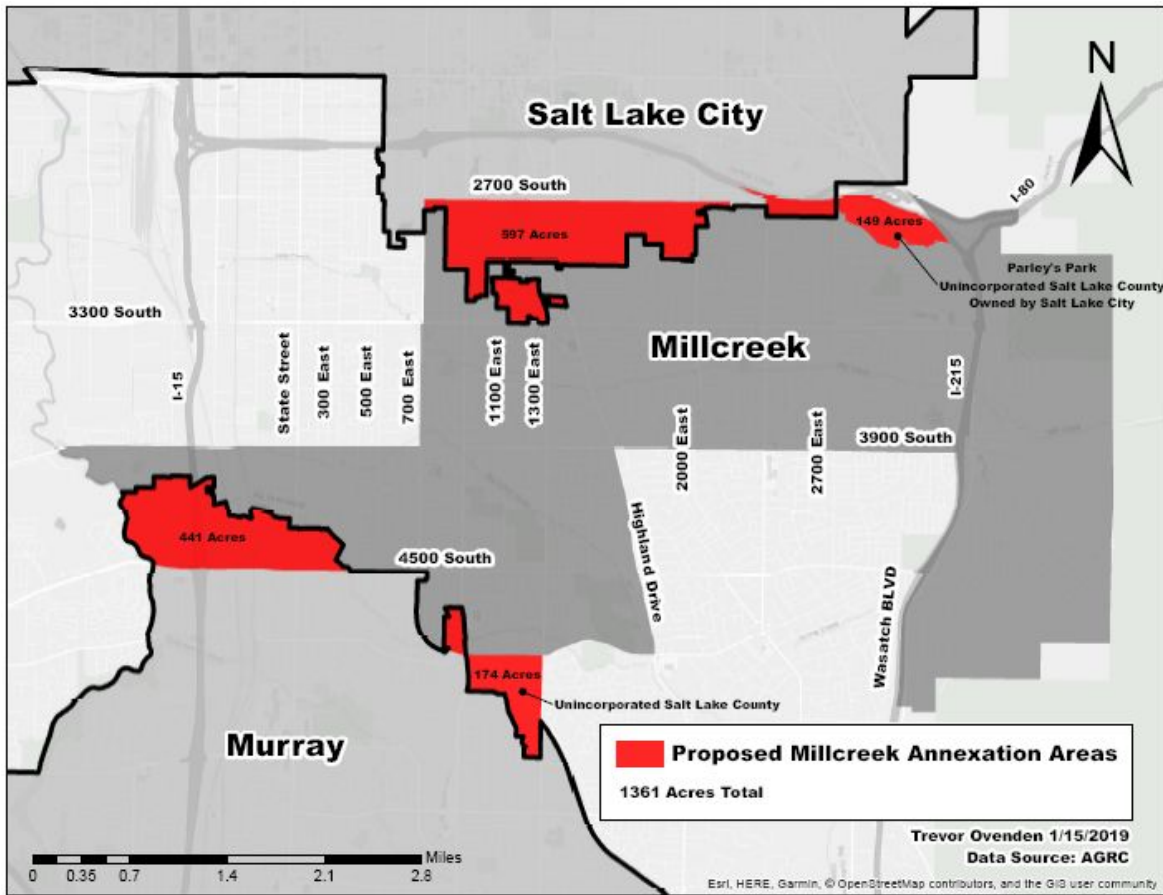 N
Salt Lake City
I-80
2700 South
149 Acres
597 Acres
Parley's Park
Unincorporated Salt Lake County
Owned by Salt Lake City
3300 South
Millcreek
I-15
State Street
300 East
500 East
700 East
1100 East
1300 East
I-215
2000 East
2700 East
3900 South
Highland Drive
441 Acres
4500 South
Wasatch BLVD
174 Acres
Unincorporated Salt Lake County
Murray
Proposed Millcreek Annexation Areas
1361 Acres Total
Trevor Ovenden 1/15/2019
Data Source: AGRC
Miles
0 0.35 0.7 1.4 2.1 2.8
Esri, HERE, Garmin, © OpenStreetMap contributors, and the GIS user community